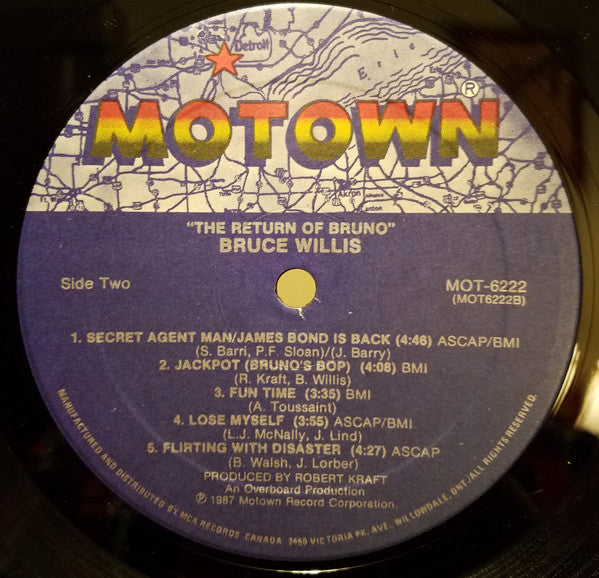 Detroit
Erie
MOTOWN®
Akron
"THE RETURN OF BRUNO"
BRUCE WILLIS
Side Two
MOT-6222
(MOT6222B)
1. SECRET AGENT MAN/JAMES BOND IS BACK (4:46) ASCAP/BMI
(S. Barri, P.F. Sloan)/(J. Barry)
2. JACKPOT (BRUNO'S BOP) (4:08) BMI
(R. Kraft, B. Willis)
3. FUN TIME (3:35) BMI
(A. Toussaint)
4. LOSE MYSELF (3:55) ASCAP/BMI
(L.J. McNally, J. Lind)
5. FLIRTING WITH DISASTER (4:27) ASCAP
(B. Walsh, J. Lorber)
PRODUCED BY ROBERT KRAFT
An Overboard Production
℗ 1987 Motown Record Corporation.
MANUFACTURED AND DISTRIBUTED BY MCA RECORDS CANADA 2450 VICTORIA PK. AVE. WILLOWDALE, ONT./ALL RIGHTS RESERVED.